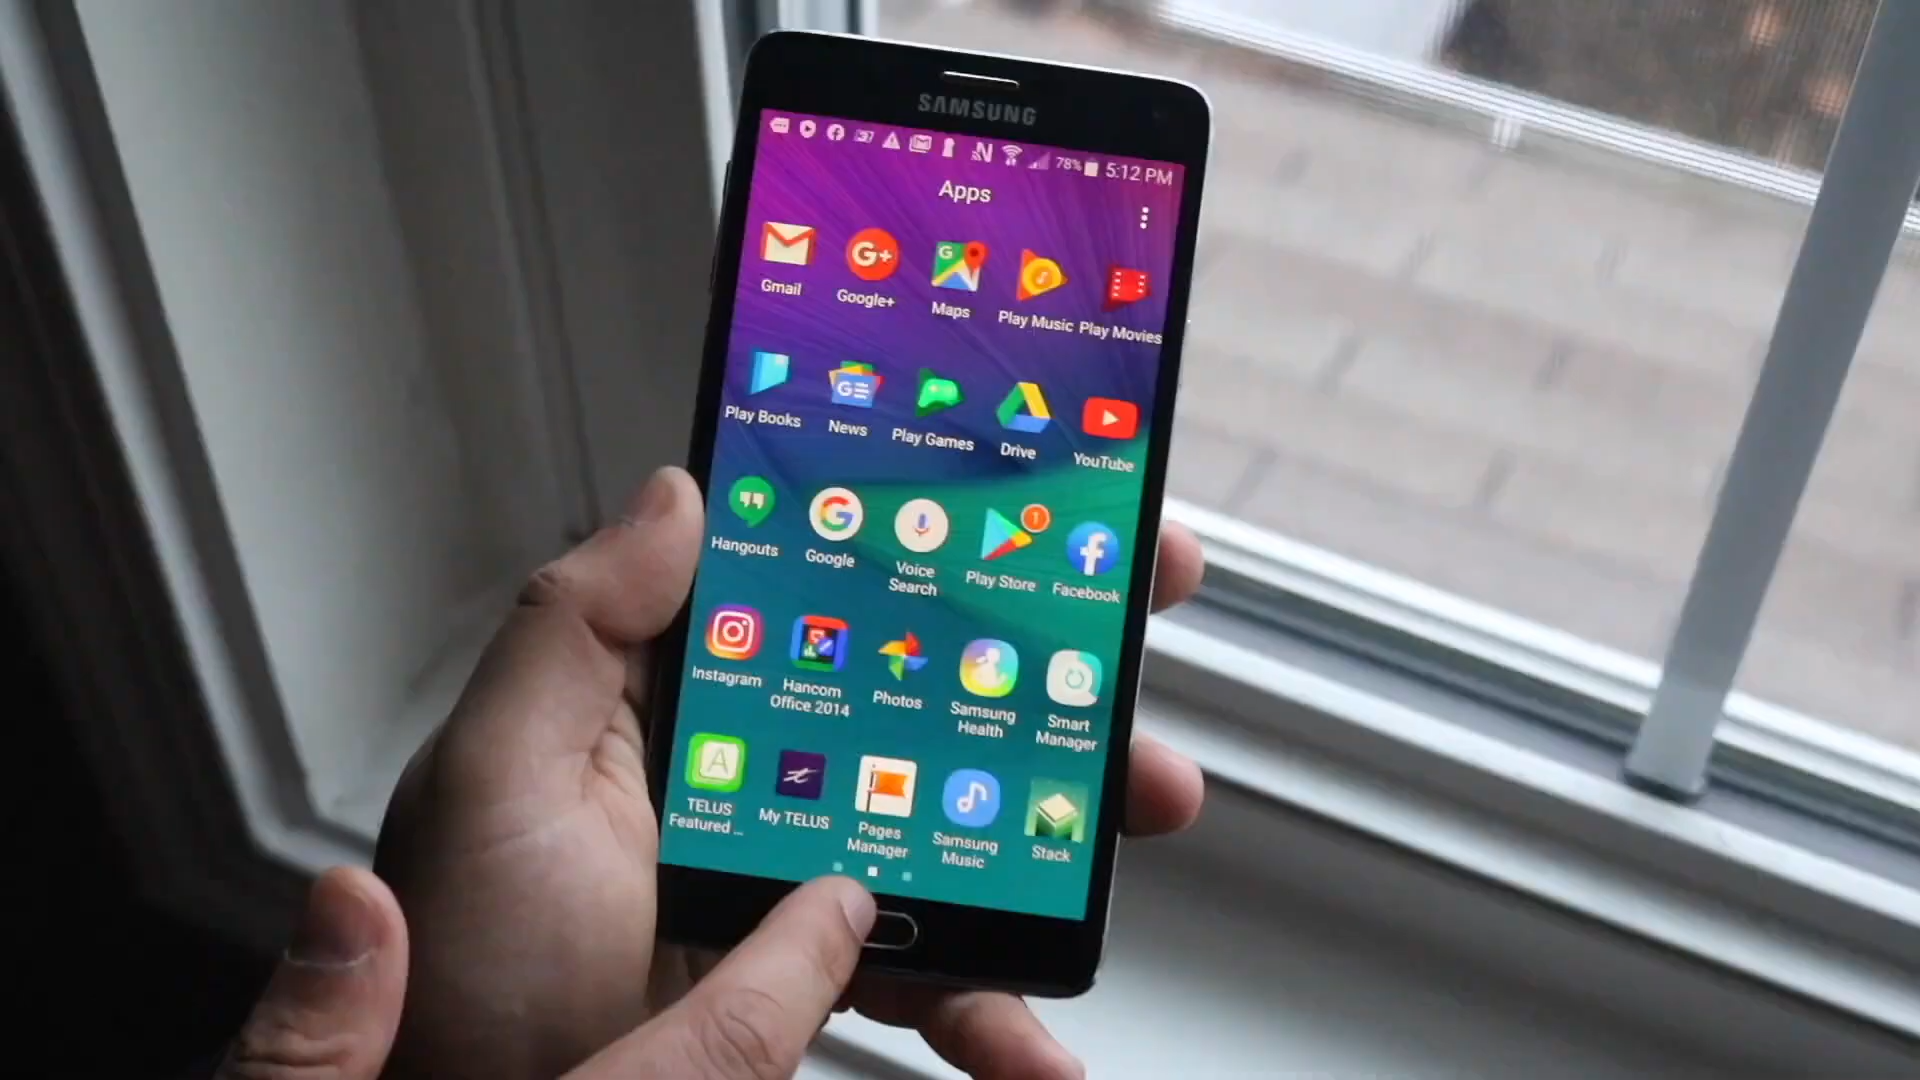 SAMSUNG
78% 5:12 PM
Apps
Gmail
Google+
Maps
Play Music
Play Movies
Play Books
News
Play Games
Drive
YouTube
Hangouts
Google
Voice
Search
1
Play Store
Facebook
Instagram
Hancom
Office 2014
Photos
Samsung
Health
Smart
Manager
TELUS
Featured ...
My TELUS
Pages
Manager
Samsung
Music
Stack